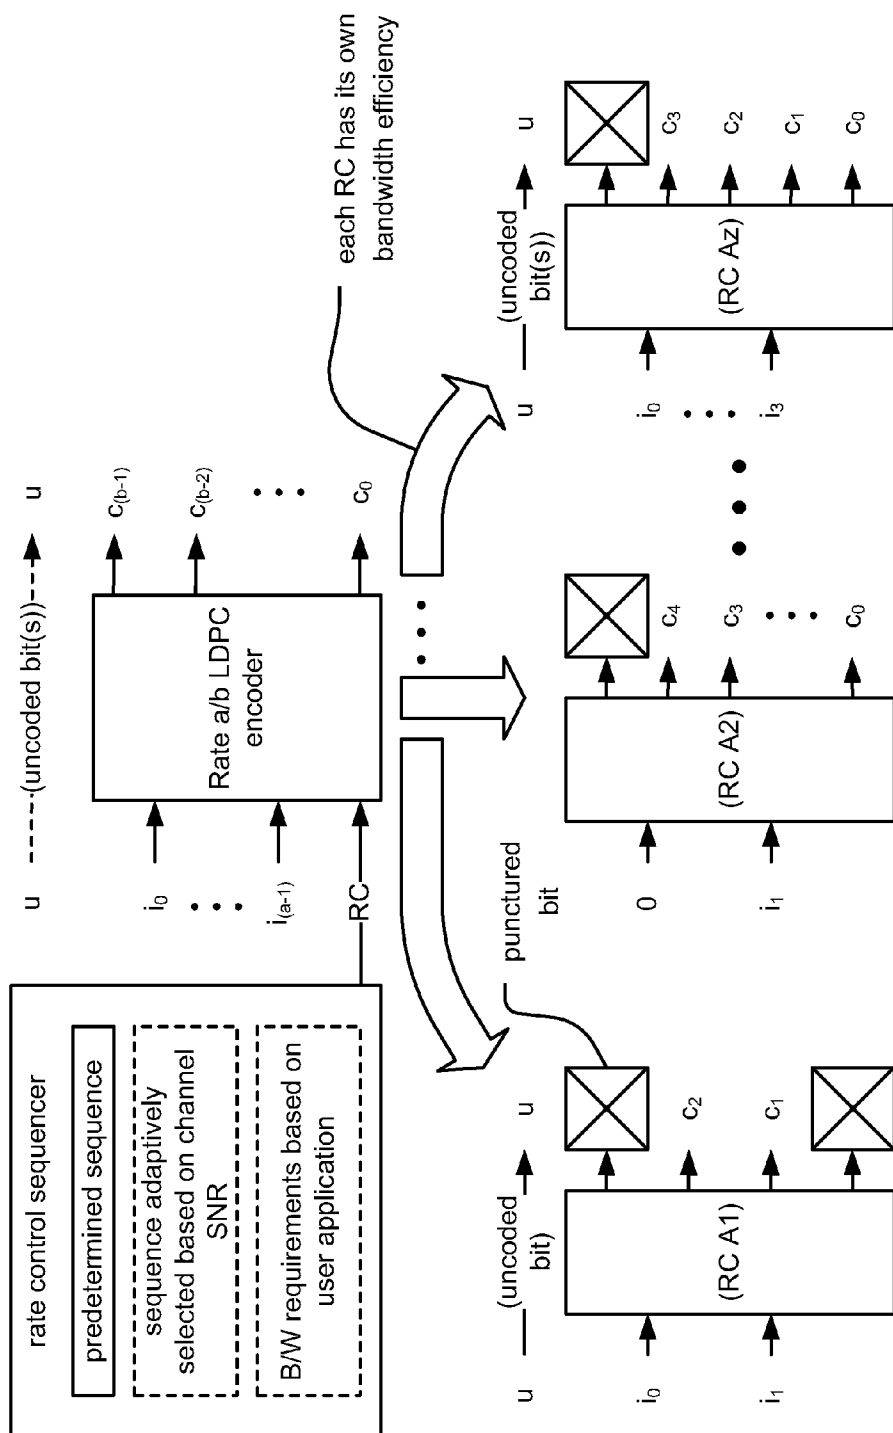 rate control sequencer
predetermined sequence
sequence adaptively
selected based on channel
SNR
B/W requirements based on
user application
u (uncoded bit(s)) u
i0
i(a-1)
RC
Rate a/b LDPC
encoder
c(b-1)
c(b-2)
c0
each RC has its own
bandwidth efficiency
punctured
bit
u (uncoded
bit) u
i0
i1
(RC A1)
c2
c1
0
i1
(RC A2)
c4
c3
c0
u (uncoded
bit(s)) u
i0
i3
(RC Az)
c3
c2
c1
c0